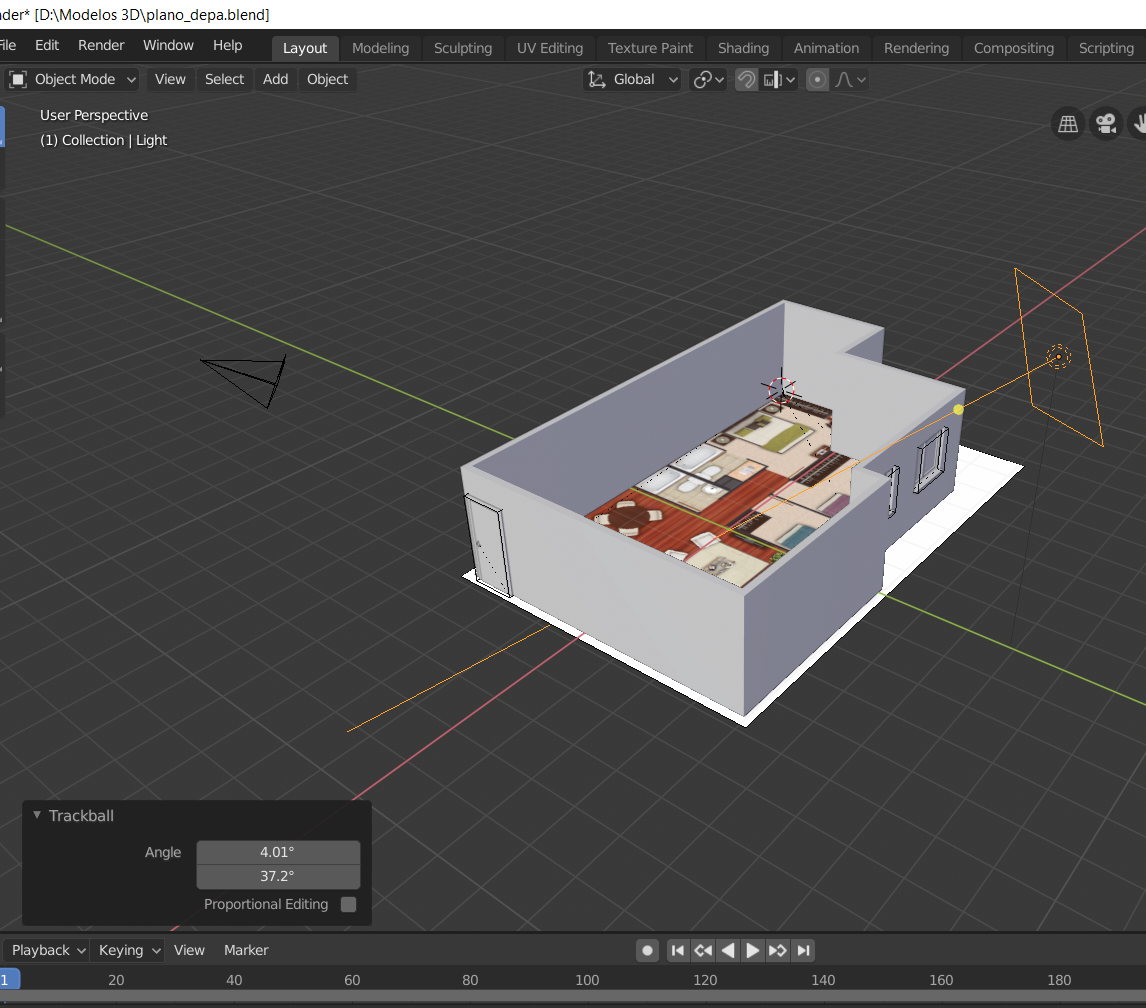 nder* [D:\Modelos 3D\plano_depa.blend]
File Edit Render Window Help Layout Modeling Sculpting UV Editing Texture Paint Shading Animation Rendering Compositing Scripting
Object Mode View Select Add Object Global
User Perspective
(1) Collection | Light
Trackball
Angle 4.01°
37.2°
Proportional Editing
Playback Keying View Marker
1 20 40 60 80 100 120 140 160 180